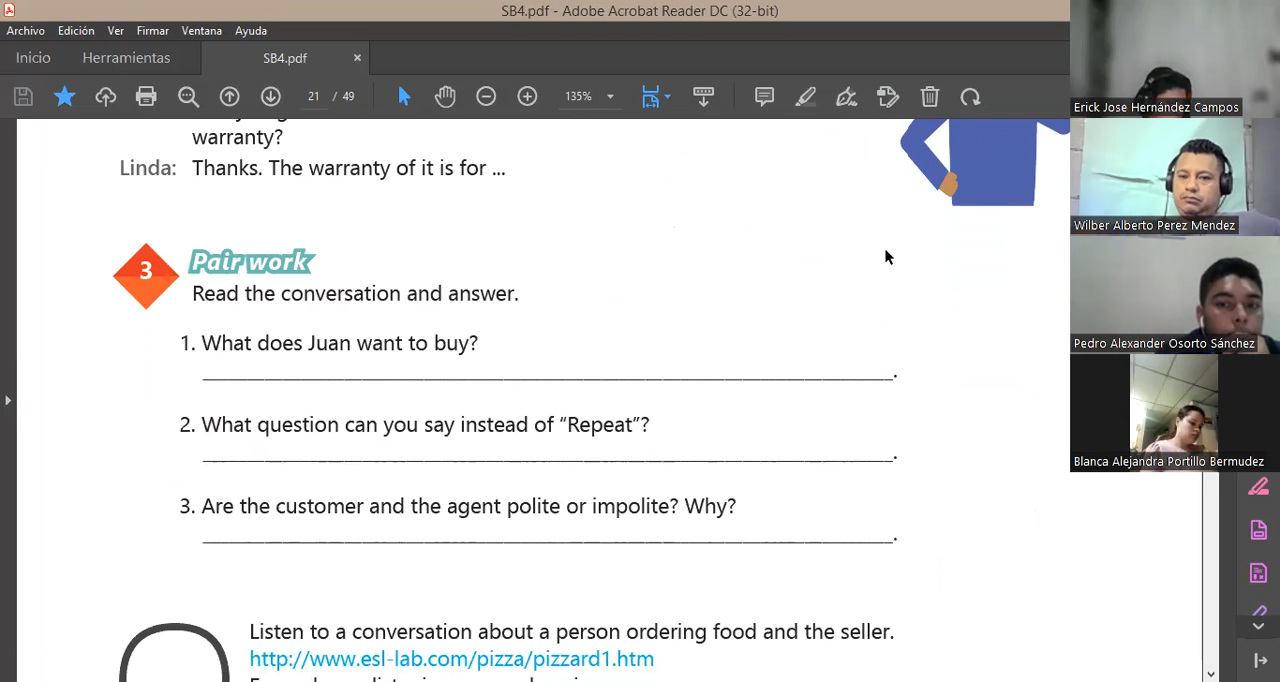 SB4.pdf - Adobe Acrobat Reader DC (32-bit)
Archivo Edición Ver Firmar Ventana Ayuda
Inicio Herramientas SB4.pdf ×
21 / 49 135%
warranty?
Linda: Thanks. The warranty of it is for ...
3 Pair work
Read the conversation and answer.
1. What does Juan want to buy?
2. What question can you say instead of “Repeat”?
3. Are the customer and the agent polite or impolite? Why?
Listen to a conversation about a person ordering food and the seller.
http://www.esl-lab.com/pizza/pizzard1.htm
Erick Jose Hernández Campos
Wilber Alberto Perez Mendez
Pedro Alexander Osorto Sánchez
Blanca Alejandra Portillo Bermudez